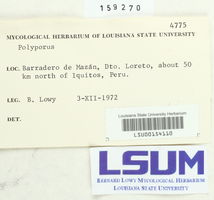 159270
4775
MYCOLOGICAL HERBARIUM OF LOUISIANA STATE UNIVERSITY
Polyporus
LOC. Barradero de Mazán, Dto. Loreto, about 50
km north of Iquitos, Peru.
LEG. B. Lowy 3-XII-1972
DET.
Louisiana State University Herbarium
LSU00154110
LSUM
BERNARD LOWY MYCOLOGICAL HERBARIUM
LOUISIANA STATE UNIVERSITY